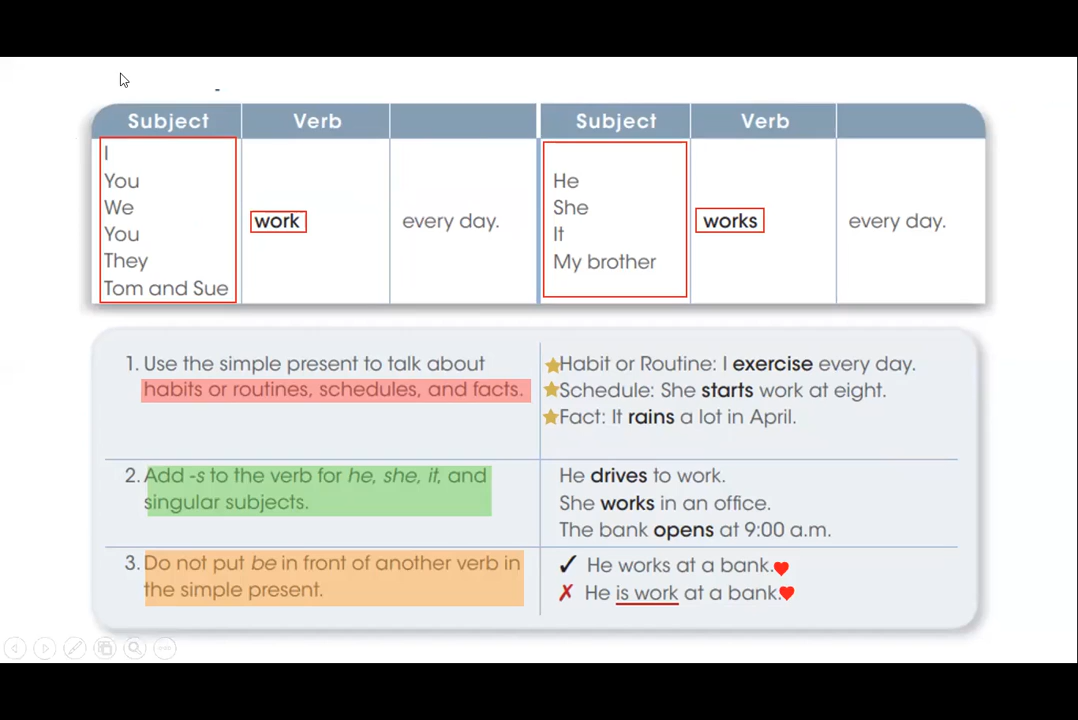 Subject Verb Subject Verb
I
You He
We She
work every day. works every day.
You It
They My brother
Tom and Sue
1. Use the simple present to talk about
habits or routines, schedules, and facts.
Habit or Routine: I exercise every day.
Schedule: She starts work at eight.
Fact: It rains a lot in April.
2. Add -s to the verb for he, she, it, and
singular subjects.
He drives to work.
She works in an office.
The bank opens at 9:00 a.m.
3. Do not put be in front of another verb in
the simple present.
✓ He works at a bank.
✗ He is work at a bank.